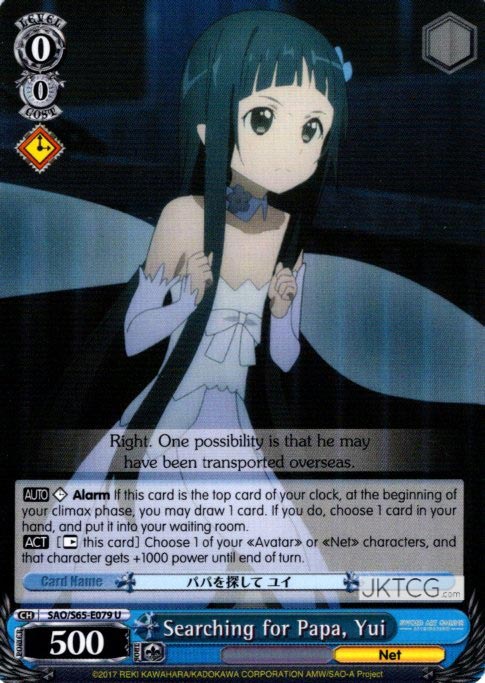 LEVEL
0
0
COST
Right. One possibility is that he may
have been transported overseas.
AUTO Alarm If this card is the top card of your clock, at the beginning of
your climax phase, you may draw 1 card. If you do, choose 1 card in
your hand, and put it into your waiting room.
ACT [ this card] Choose 1 of your «Avatar» or «Net» characters, and
that character gets +1000 power until end of turn.
Card Name パパを探して ユイ
JKTCG.com
CH SAO/S65-E079 U
POWER 500 Searching for Papa, Yui SWORD ART ONLINE
Net
©2017 REKI KAWAHARA/KADOKAWA CORPORATION AMW/SAO-A Project